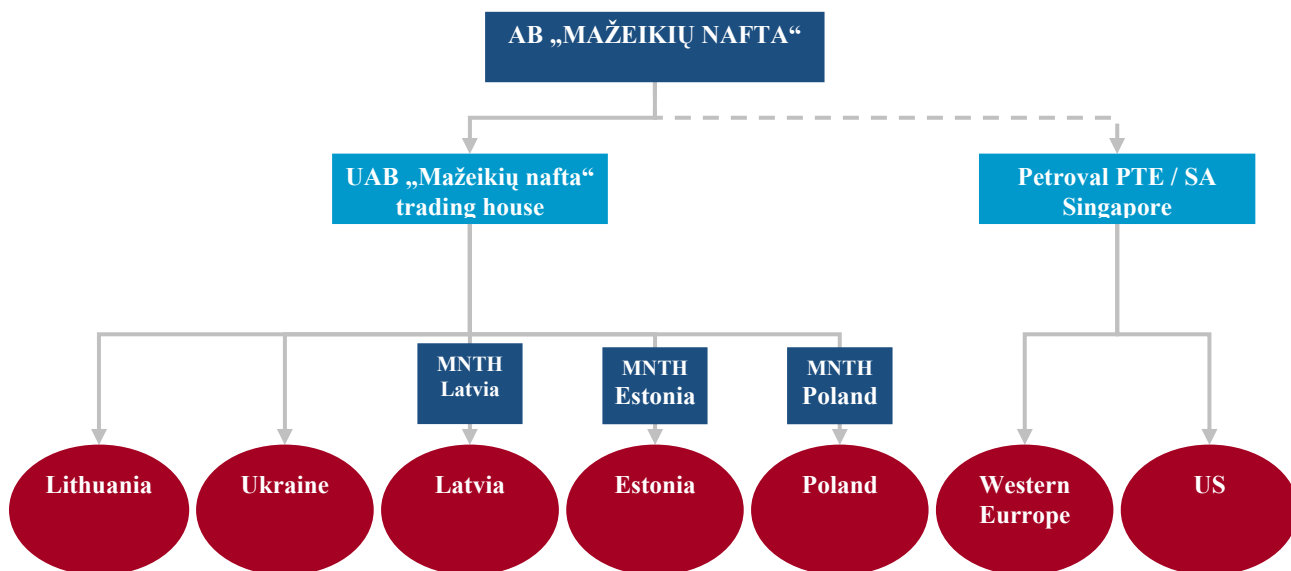 AB „MAŽEIKIŲ NAFTA“
UAB „Mažeikių nafta“
trading house
Petroval PTE / SA
Singapore
MNTH
Latvia
MNTH
Estonia
MNTH
Poland
Lithuania
Ukraine
Latvia
Estonia
Poland
Western
Eurrope
US